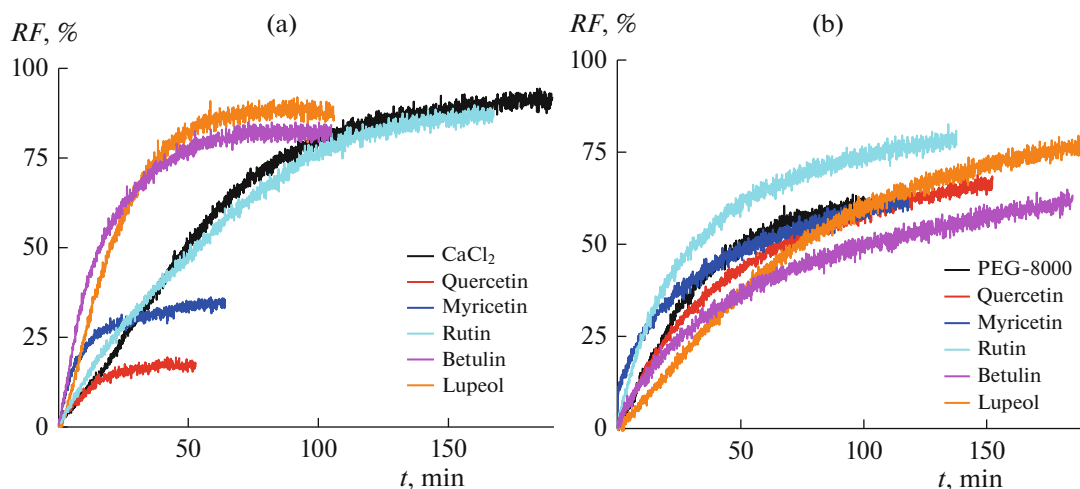 RF, %
(a)
100
75
50
25
0
50
100
150
t, min
CaCl2
Quercetin
Myricetin
Rutin
Betulin
Lupeol
RF, %
(b)
100
75
50
25
0
50
100
150
t, min
PEG-8000
Quercetin
Myricetin
Rutin
Betulin
Lupeol